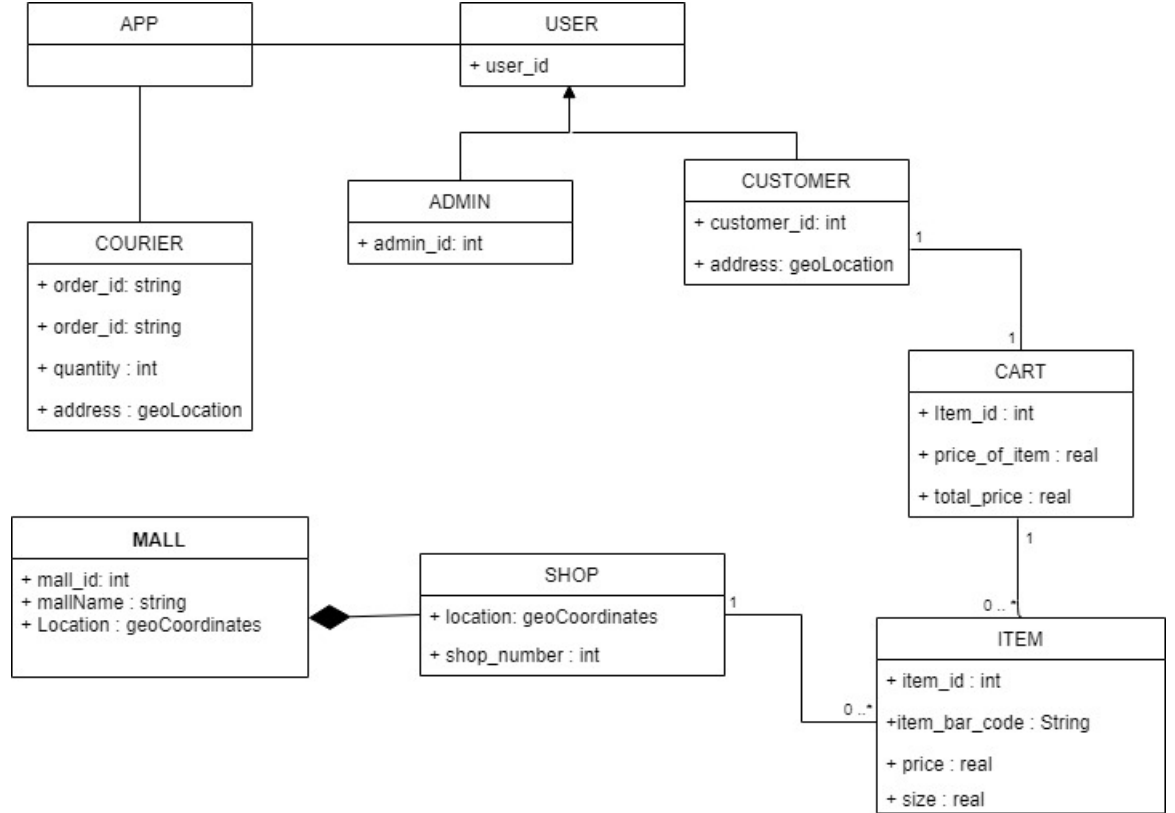 APP
USER
+ user_id
ADMIN
+ admin_id: int
CUSTOMER
+ customer_id: int
+ address: geoLocation
1
1
COURIER
+ order_id: string
+ order_id: string
+ quantity : int
+ address : geoLocation
CART
+ Item_id : int
+ price_of_item : real
+ total_price : real
1
0 .. *
MALL
+ mall_id: int
+ mallName : string
+ Location : geoCoordinates
SHOP
+ location: geoCoordinates
+ shop_number : int
1
0 ..*
ITEM
+ item_id : int
+item_bar_code : String
+ price : real
+ size : real